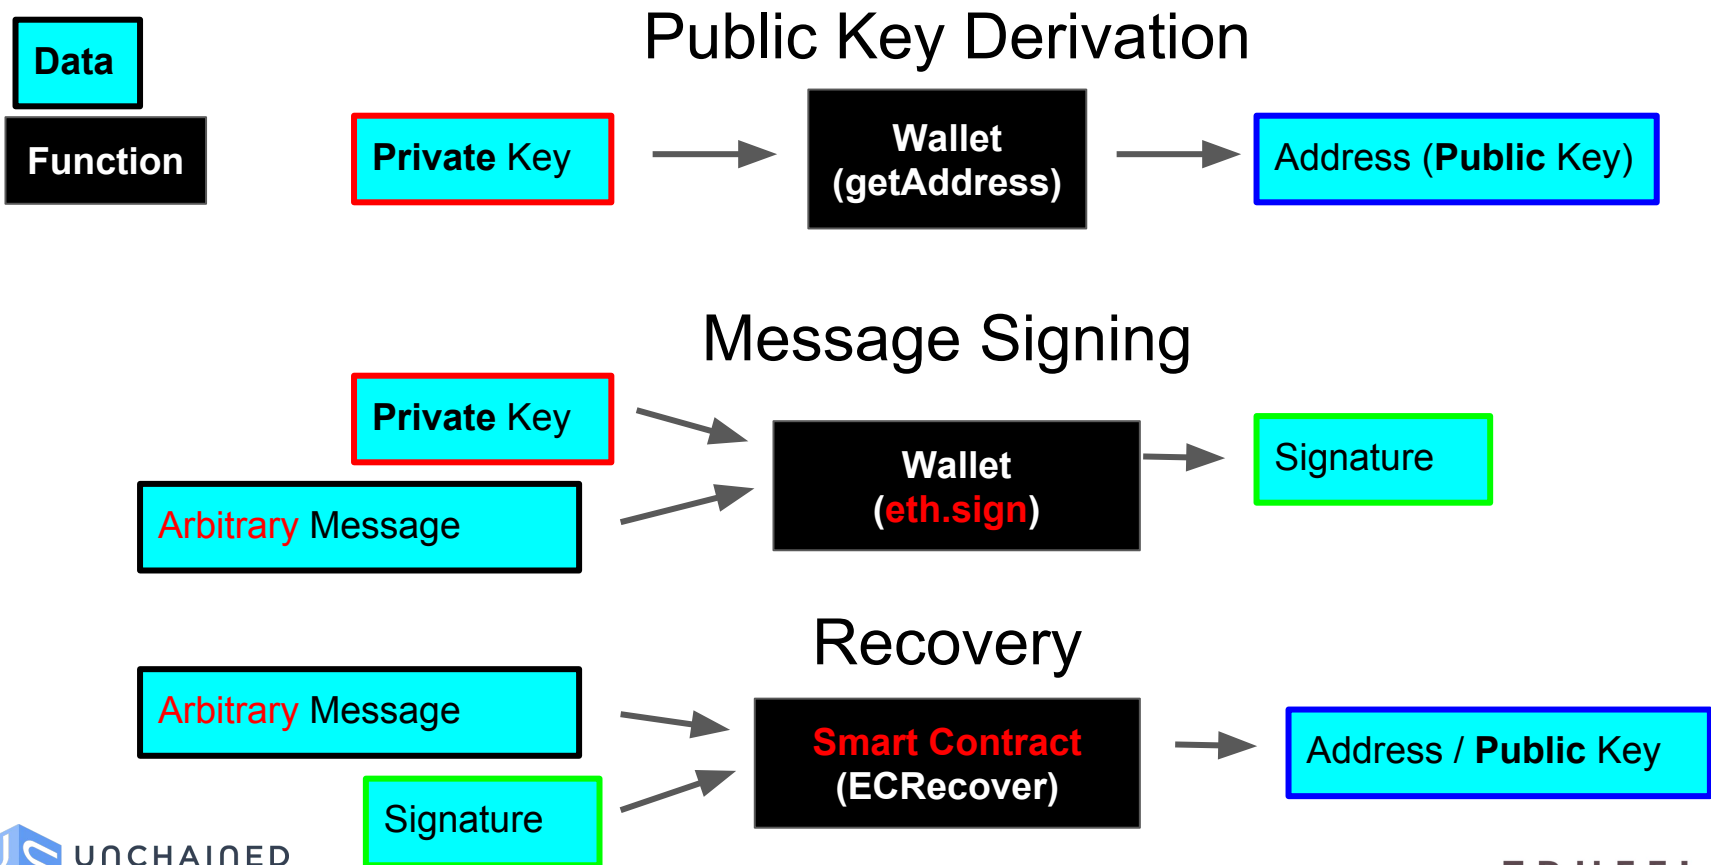 Public Key Derivation
Data
Function
Private Key
Wallet
(getAddress)
Address (Public Key)
Message Signing
Private Key
Arbitrary Message
Wallet
(eth.sign)
Signature
Recovery
Arbitrary Message
Signature
Smart Contract
(ECRecover)
Address / Public Key
UNCHAINED